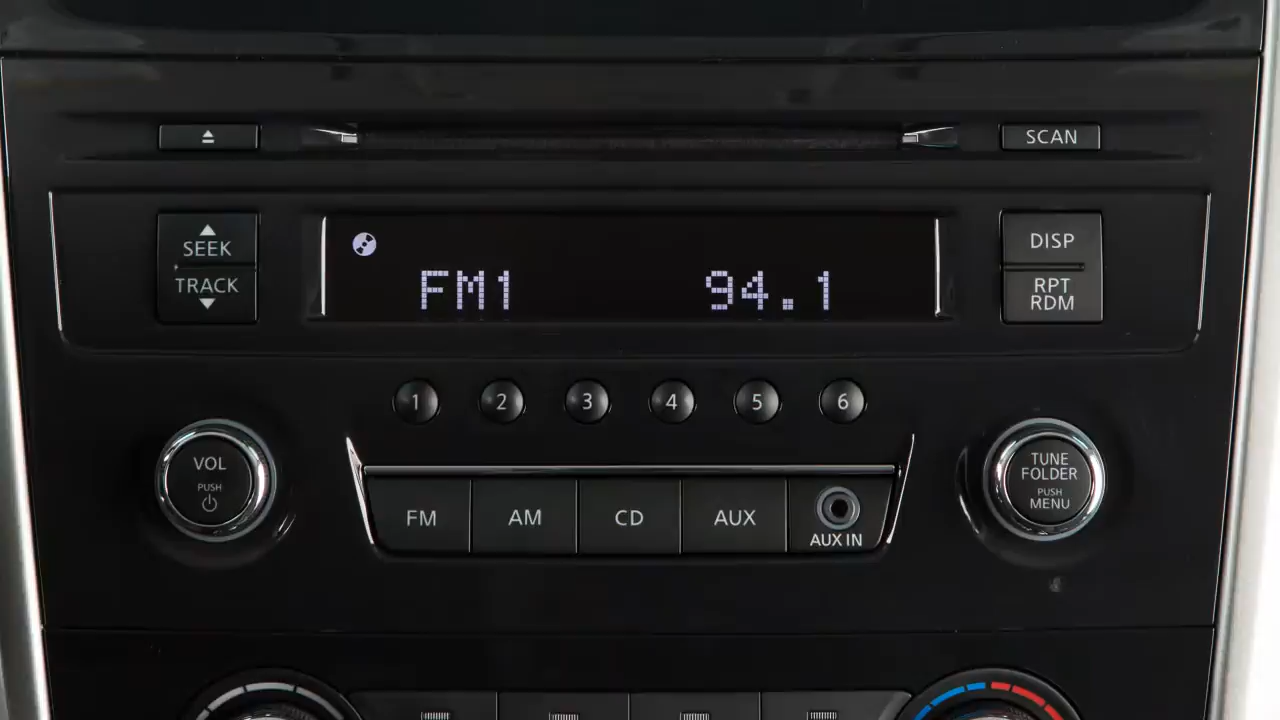 SCAN
SEEK
TRACK
FM1 94.1
DISP
RPT
RDM
1 2 3 4 5 6
VOL
PUSH
FM AM CD AUX
AUX IN
TUNE
FOLDER
PUSH
MENU